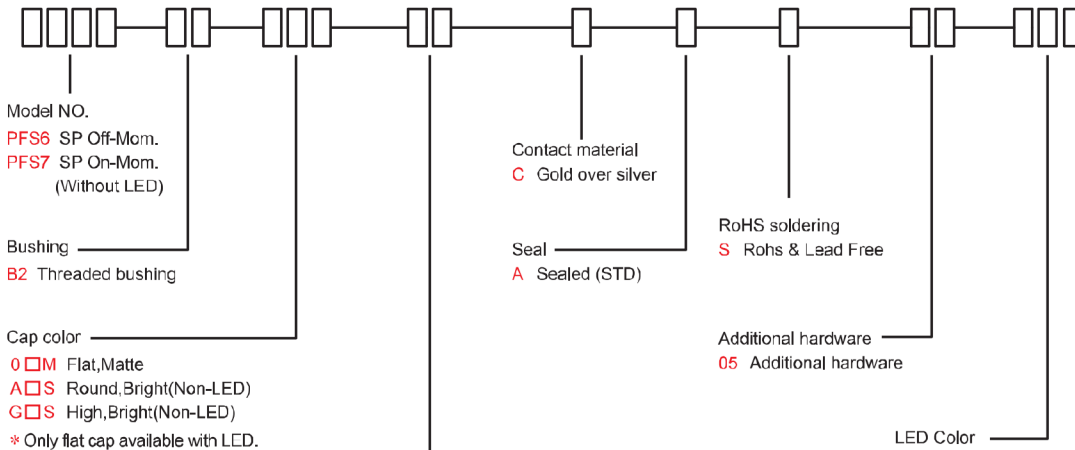 Model NO.
PFS6 SP Off-Mom.
PFS7 SP On-Mom.
(Without LED)
Bushing
B2 Threaded bushing
Cap color
0□M Flat,Matte
A□S Round,Bright(Non-LED)
G□S High,Bright(Non-LED)
* Only flat cap available with LED.
Contact material
C Gold over silver
Seal
A Sealed (STD)
RoHS soldering
S Rohs & Lead Free
Additional hardware
05 Additional hardware
LED Color